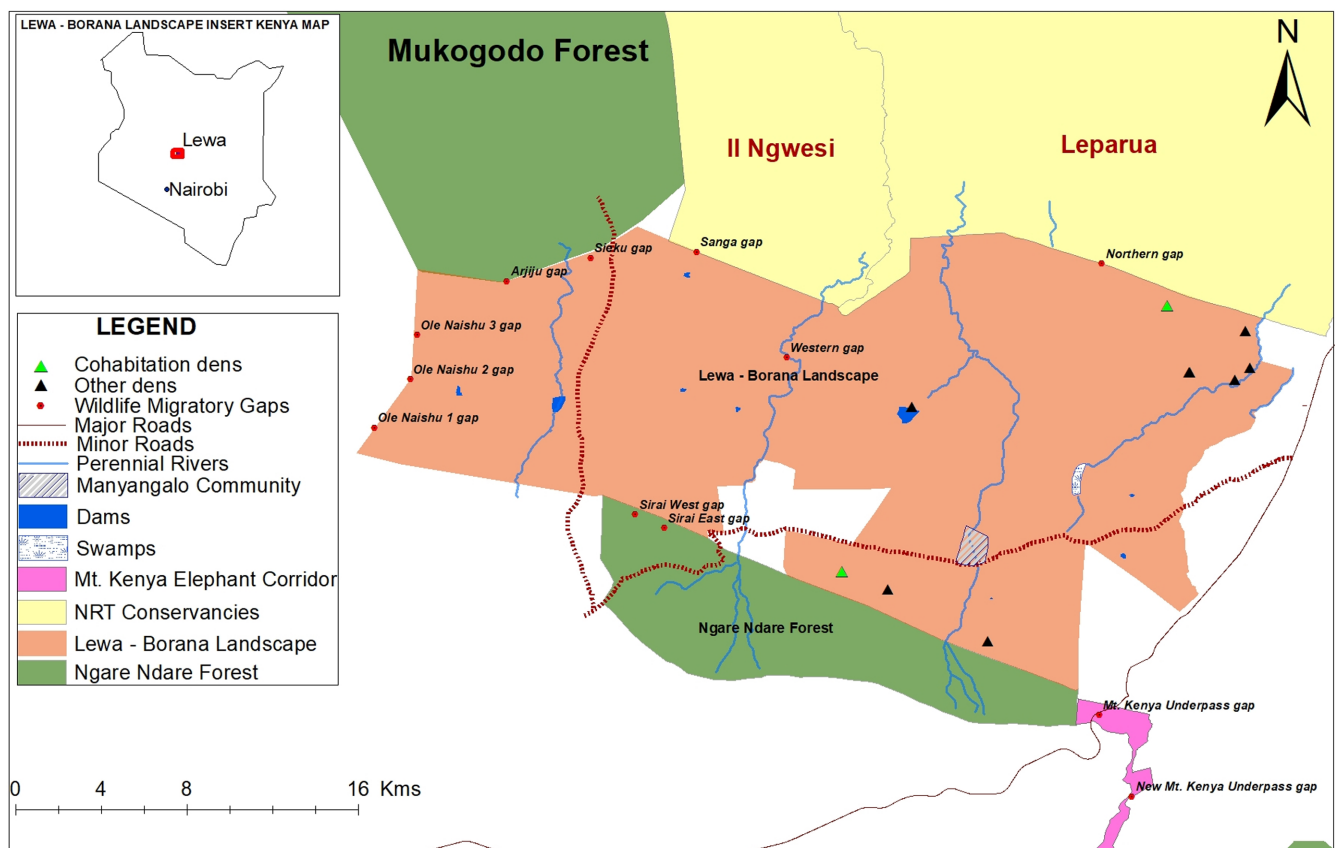 LEWA - BORANA LANDSCAPE INSERT KENYA MAP
Lewa
Nairobi
Mukogodo Forest
Il Ngwesi
Leparua
N
Sieku gap
Sanga gap
Arjiju gap
Northern gap
Ole Naishu 3 gap
Western gap
Ole Naishu 2 gap
Lewa - Borana Landscape
Ole Naishu 1 gap
Sirai West gap
Sirai East gap
Ngare Ndare Forest
Mt. Kenya Underpass gap
New Mt. Kenya Underpass gap
LEGEND
Cohabitation dens
Other dens
Wildlife Migratory Gaps
Major Roads
Minor Roads
Perennial Rivers
Manyangalo Community
Dams
Swamps
Mt. Kenya Elephant Corridor
NRT Conservancies
Lewa - Borana Landscape
Ngare Ndare Forest
0 4 8 16 Kms